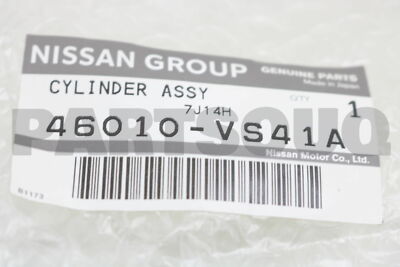 NISSAN GROUP GENUINE PARTS
Made in Japan
CYLINDER ASSY
7J14H
QTY
1
46010-VS41A
PARTSOUQ
Nissan Motor Co., Ltd.
B1173